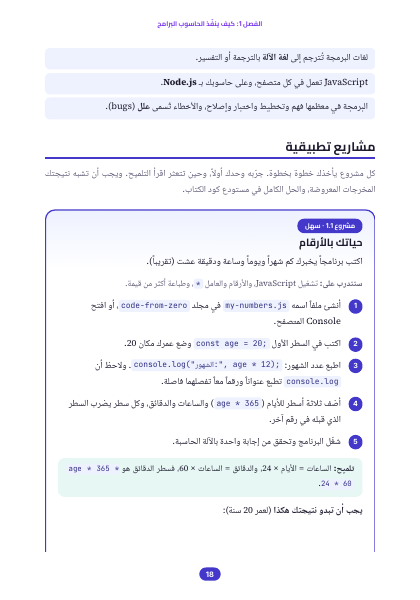 الفصل 1: كيف ينفّذ الحاسوب البرامج
لغات البرمجة تُترجم إلى لغة الآلة بالترجمة أو التفسير.
JavaScript تعمل في كل متصفح، وعلى حاسوبك بـ Node.js.
البرمجة في معظمها فهم وتخطيط واختبار وإصلاح، والأخطاء تُسمى علل (bugs).
مشاريع تطبيقية
كل مشروع يأخذك خطوة بخطوة. جرّبه وحدك أولاً، وحين تتعثر اقرأ التلميح. ويجب أن تشبه نتيجتك
المخرجات المعروضة، والحل الكامل في مستودع كود الكتاب.
مشروع 1.1 · سهل
حياتك بالأرقام
اكتب برنامجاً يخبرك كم شهراً ويوماً وساعة ودقيقة عشت (تقريباً).
ستتدرب على: تشغيل JavaScript والأرقام والعامل * ، وطباعة أكثر من قيمة.
1 أنشئ ملفاً اسمه my-numbers.js في مجلد code-from-zero ، أو افتح
Console المتصفح.
2 اكتب في السطر الأول const age = 20; وضع عمرك مكان 20.
3 اطبع عدد الشهور: console.log("الشهور:", age * 12); . ولاحظ أن
console.log تطبع عنواناً ورقماً معاً تفصلهما فاصلة.
4 أضف ثلاثة أسطر للأيام ( age * 365 ) والساعات والدقائق، وكل سطر يضرب السطر
الذي قبله في رقم آخر.
5 شغّل البرنامج وتحقق من إجابة واحدة بالآلة الحاسبة.
تلميح: الساعات = الأيام × 24، والدقائق = الساعات × 60، فسطر الدقائق هو age * 365 *
24 * 60 .
يجب أن تبدو نتيجتك هكذا (لعمر 20 سنة):
18